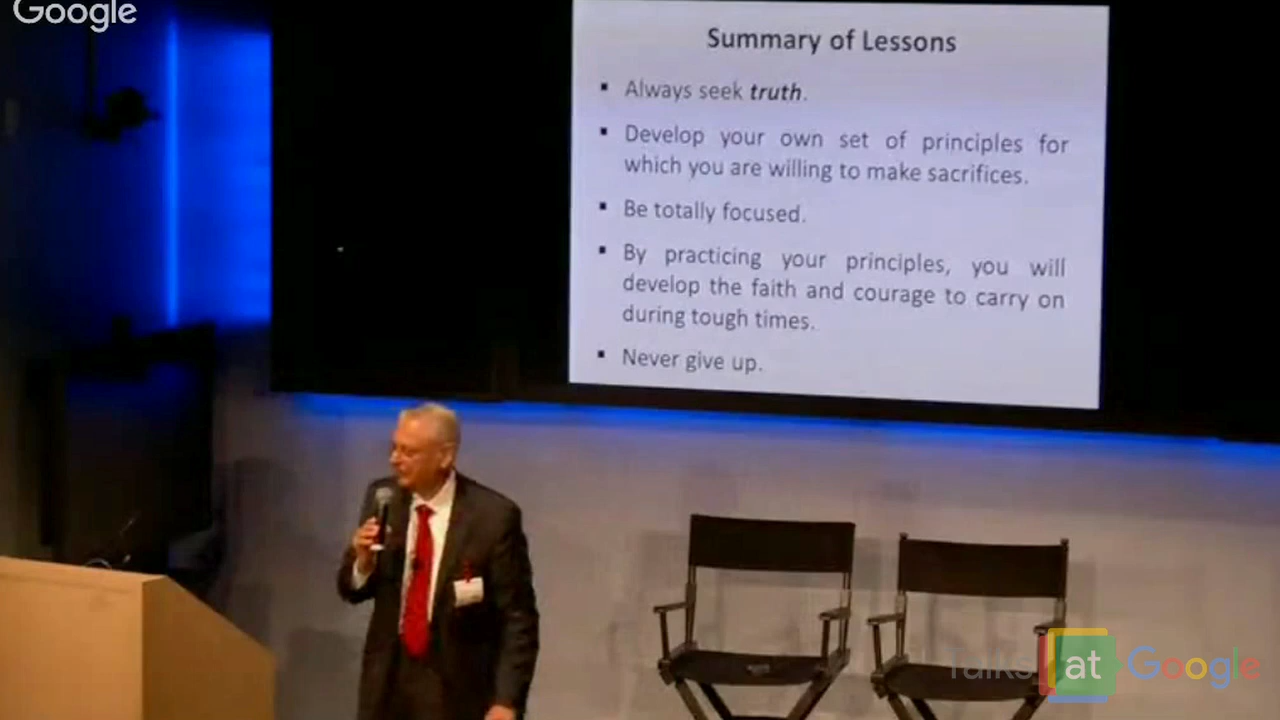 Google
Summary of Lessons
▪ Always seek truth.
▪ Develop your own set of principles for
which you are willing to make sacrifices.
▪ Be totally focused.
▪ By practicing your principles, you will
develop the faith and courage to carry on
during tough times.
▪ Never give up.
Talks at Google